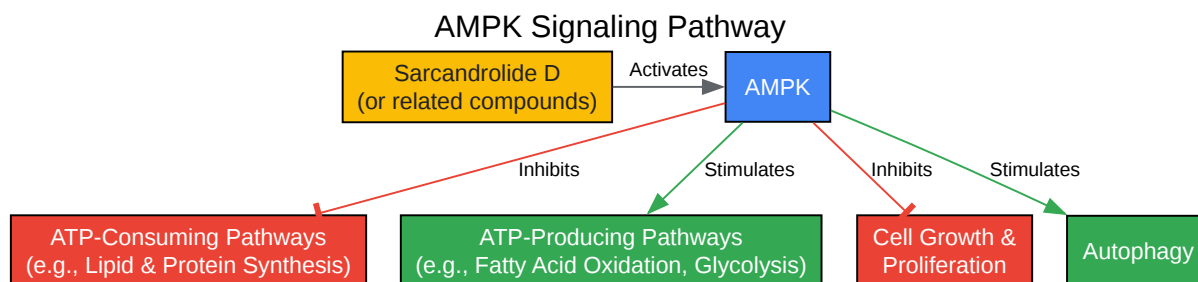 AMPK Signaling Pathway
Sarcandrolide D
(or related compounds)
Activates
AMPK
Inhibits
Stimulates
Inhibits
Stimulates
ATP-Consuming Pathways
(e.g., Lipid & Protein Synthesis)
ATP-Producing Pathways
(e.g., Fatty Acid Oxidation, Glycolysis)
Cell Growth &
Proliferation
Autophagy